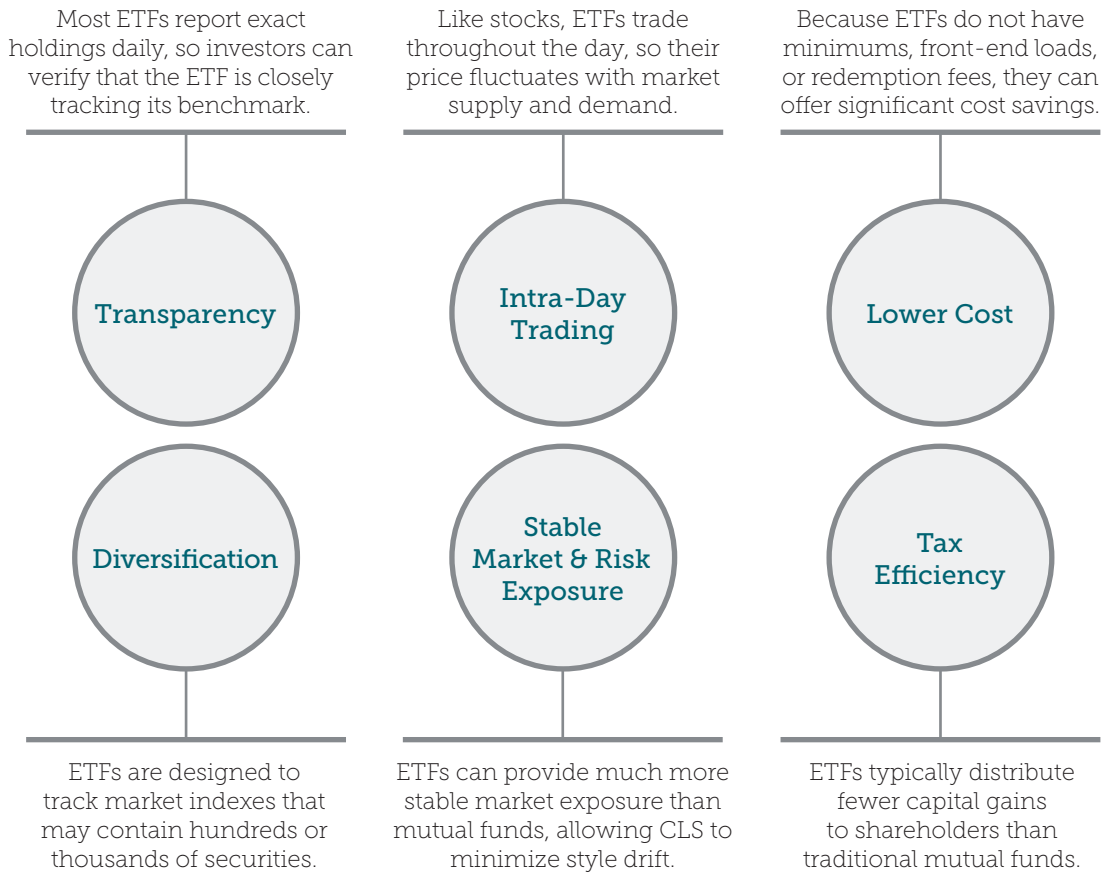 Most ETFs report exact
holdings daily, so investors can
verify that the ETF is closely
tracking its benchmark.
Like stocks, ETFs trade
throughout the day, so their
price fluctuates with market
supply and demand.
Because ETFs do not have
minimums, front-end loads,
or redemption fees, they can
offer significant cost savings.
Transparency
Intra-Day
Trading
Lower Cost
Diversification
Stable
Market & Risk
Exposure
Tax
Efficiency
ETFs are designed to
track market indexes that
may contain hundreds or
thousands of securities.
ETFs can provide much more
stable market exposure than
mutual funds, allowing CLS to
minimize style drift.
ETFs typically distribute
fewer capital gains
to shareholders than
traditional mutual funds.